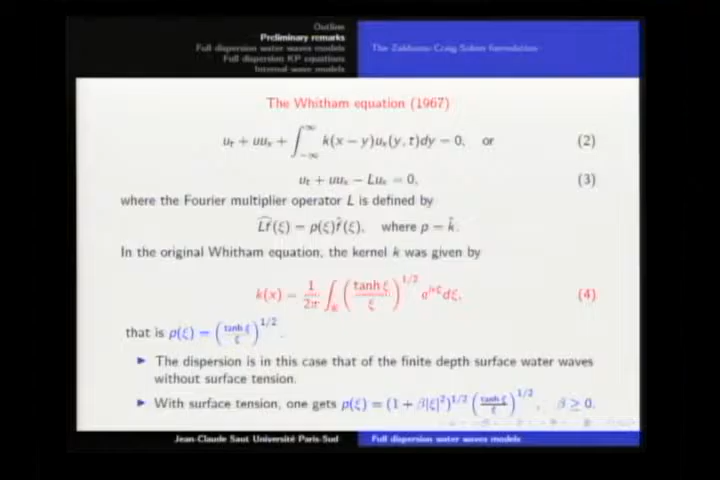 Outline
Preliminary remarks
Full dispersion water waves models
Full dispersion KP equations
Internal wave models
The Zakharov-Craig-Sulem formulation
The Whitham equation (1967)
u_t + uu_x + ∫_{-∞}^{∞} k(x − y)u_x(y, t)dy = 0, or (2)
u_t + uu_x − Lu_x = 0, (3)
where the Fourier multiplier operator L is defined by
\widehat{Lf}(ξ) = p(ξ)\hat{f}(ξ), where p = \hat{k}.
In the original Whitham equation, the kernel k was given by
k(x) = \frac{1}{2π} ∫_ℝ (\frac{tanh ξ}{ξ})^{1/2} e^{ixξ} dξ, (4)
that is p(ξ) = (\frac{tanh ξ}{ξ})^{1/2}.
▶ The dispersion is in this case that of the finite depth surface water waves
without surface tension.
▶ With surface tension, one gets p(ξ) = (1 + β|ξ|²)^{1/2} (\frac{tanh ξ}{ξ})^{1/2}, β ≥ 0.
Jean-Claude Saut Université Paris-Sud
Full dispersion water waves models